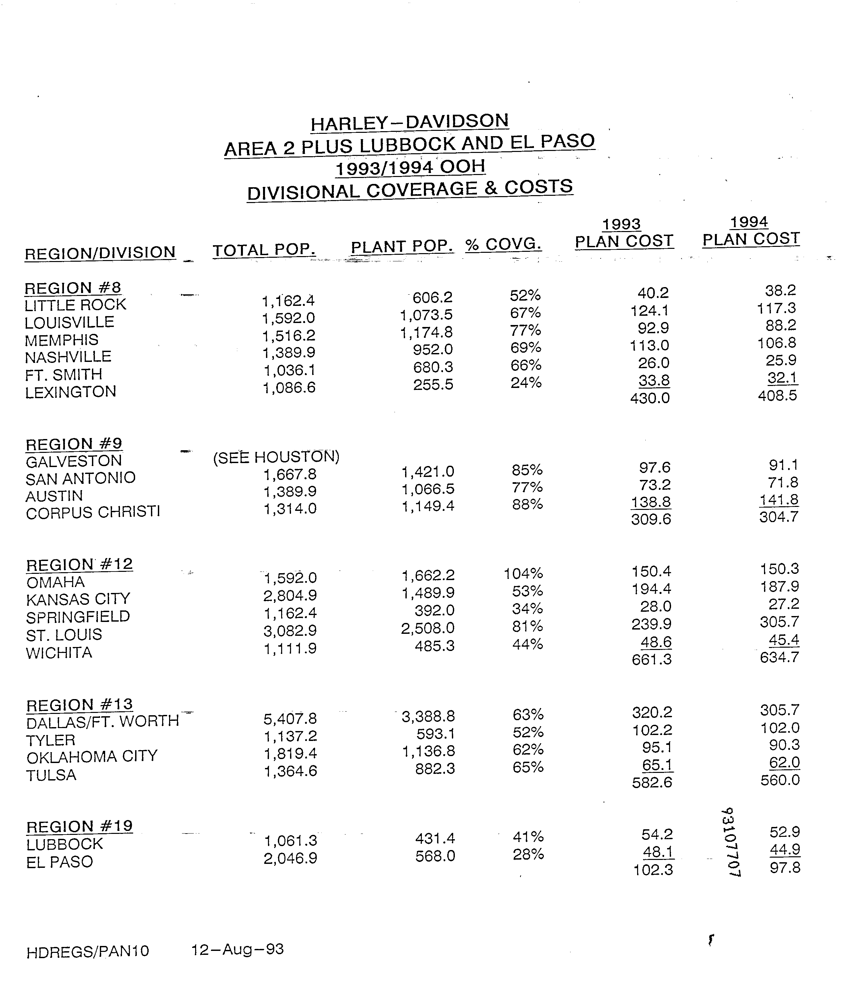 HARLEY-DAVIDSON
AREA 2 PLUS LUBBOCK AND EL PASO
1993/1994 OOH
DIVISIONAL COVERAGE & COSTS
1993 1994
REGION/DIVISION TOTAL POP. PLANT POP. % COVG. PLAN COST PLAN COST
REGION #8
LITTLE ROCK 1,162.4 606.2 52% 40.2 38.2
LOUISVILLE 1,592.0 1,073.5 67% 124.1 117.3
MEMPHIS 1,516.2 1,174.8 77% 92.9 88.2
NASHVILLE 1,389.9 952.0 69% 113.0 106.8
FT. SMITH 1,036.1 680.3 66% 26.0 25.9
LEXINGTON 1,086.6 255.5 24% 33.8 32.1
430.0 408.5
REGION #9
GALVESTON (SEE HOUSTON)
SAN ANTONIO 1,667.8 1,421.0 85% 97.6 91.1
AUSTIN 1,389.9 1,066.5 77% 73.2 71.8
CORPUS CHRISTI 1,314.0 1,149.4 88% 138.8 141.8
309.6 304.7
REGION #12
OMAHA 1,592.0 1,662.2 104% 150.4 150.3
KANSAS CITY 2,804.9 1,489.9 53% 194.4 187.9
SPRINGFIELD 1,162.4 392.0 34% 28.0 27.2
ST. LOUIS 3,082.9 2,508.0 81% 239.9 305.7
WICHITA 1,111.9 485.3 44% 48.6 45.4
661.3 634.7
REGION #13
DALLAS/FT. WORTH 5,407.8 3,388.8 63% 320.2 305.7
TYLER 1,137.2 593.1 52% 102.2 102.0
OKLAHOMA CITY 1,819.4 1,136.8 62% 95.1 90.3
TULSA 1,364.6 882.3 65% 65.1 62.0
582.6 560.0
REGION #19
LUBBOCK 1,061.3 431.4 41% 54.2 52.9
EL PASO 2,046.9 568.0 28% 48.1 44.9
102.3 97.8
93107707
HDREGS/PAN10 12-Aug-93